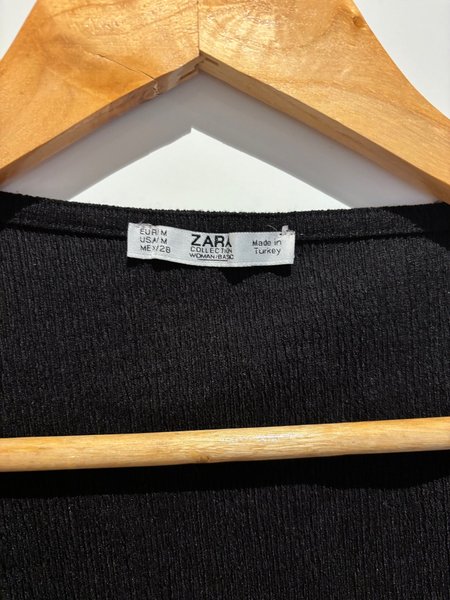 EUR/M
USA/M
MEX/28
ZARA
COLLECTION
WOMAN/BASIC
Made in
Turkey